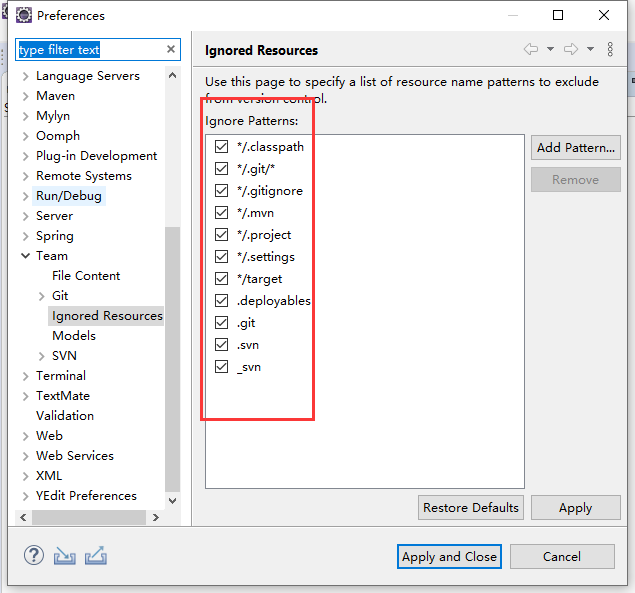 Preferences
type filter text
Language Servers
Maven
Mylyn
Oomph
Plug-in Development
Remote Systems
Run/Debug
Server
Spring
Team
File Content
Git
Ignored Resources
Models
SVN
Terminal
TextMate
Validation
Web
Web Services
XML
YEdit Preferences
Ignored Resources
Use this page to specify a list of resource name patterns to exclude
from version control.
Ignore Patterns:
*/.classpath
*/.git/*
*/.gitignore
*/.mvn
*/.project
*/.settings
*/target
.deployables
.git
.svn
_svn
Add Pattern...
Remove
Restore Defaults
Apply
Apply and Close
Cancel